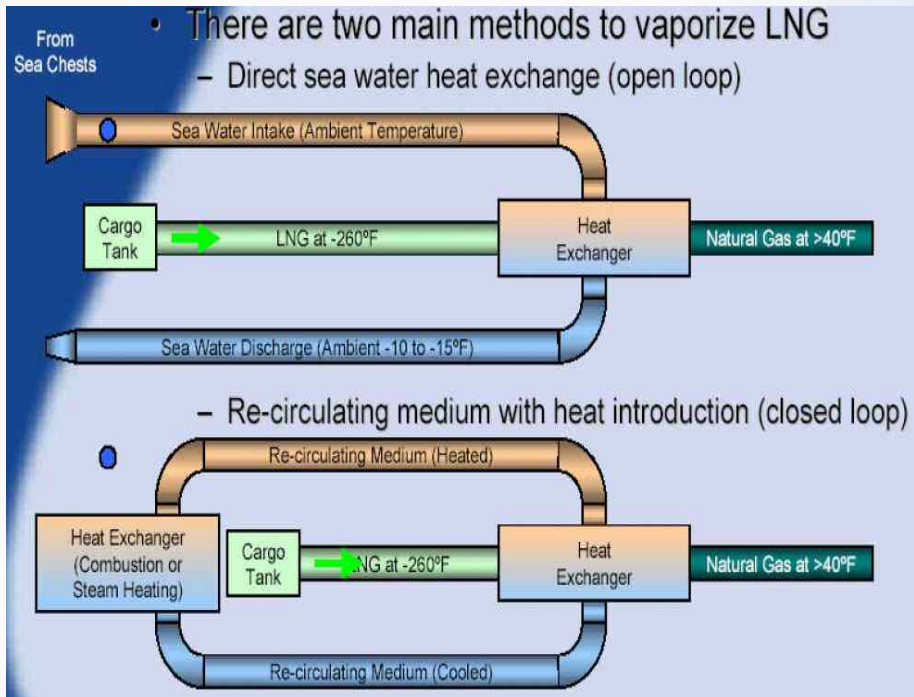 • There are two main methods to vaporize LNG
From
Sea Chests
– Direct sea water heat exchange (open loop)
Sea Water Intake (Ambient Temperature)
Cargo
Tank
LNG at -260ºF
Heat
Exchanger
Natural Gas at >40ºF
Sea Water Discharge (Ambient -10 to -15ºF)
– Re-circulating medium with heat introduction (closed loop)
Re-circulating Medium (Heated)
Heat Exchanger
(Combustion or
Steam Heating)
Cargo
Tank
LNG at -260ºF
Heat
Exchanger
Natural Gas at >40ºF
Re-circulating Medium (Cooled)